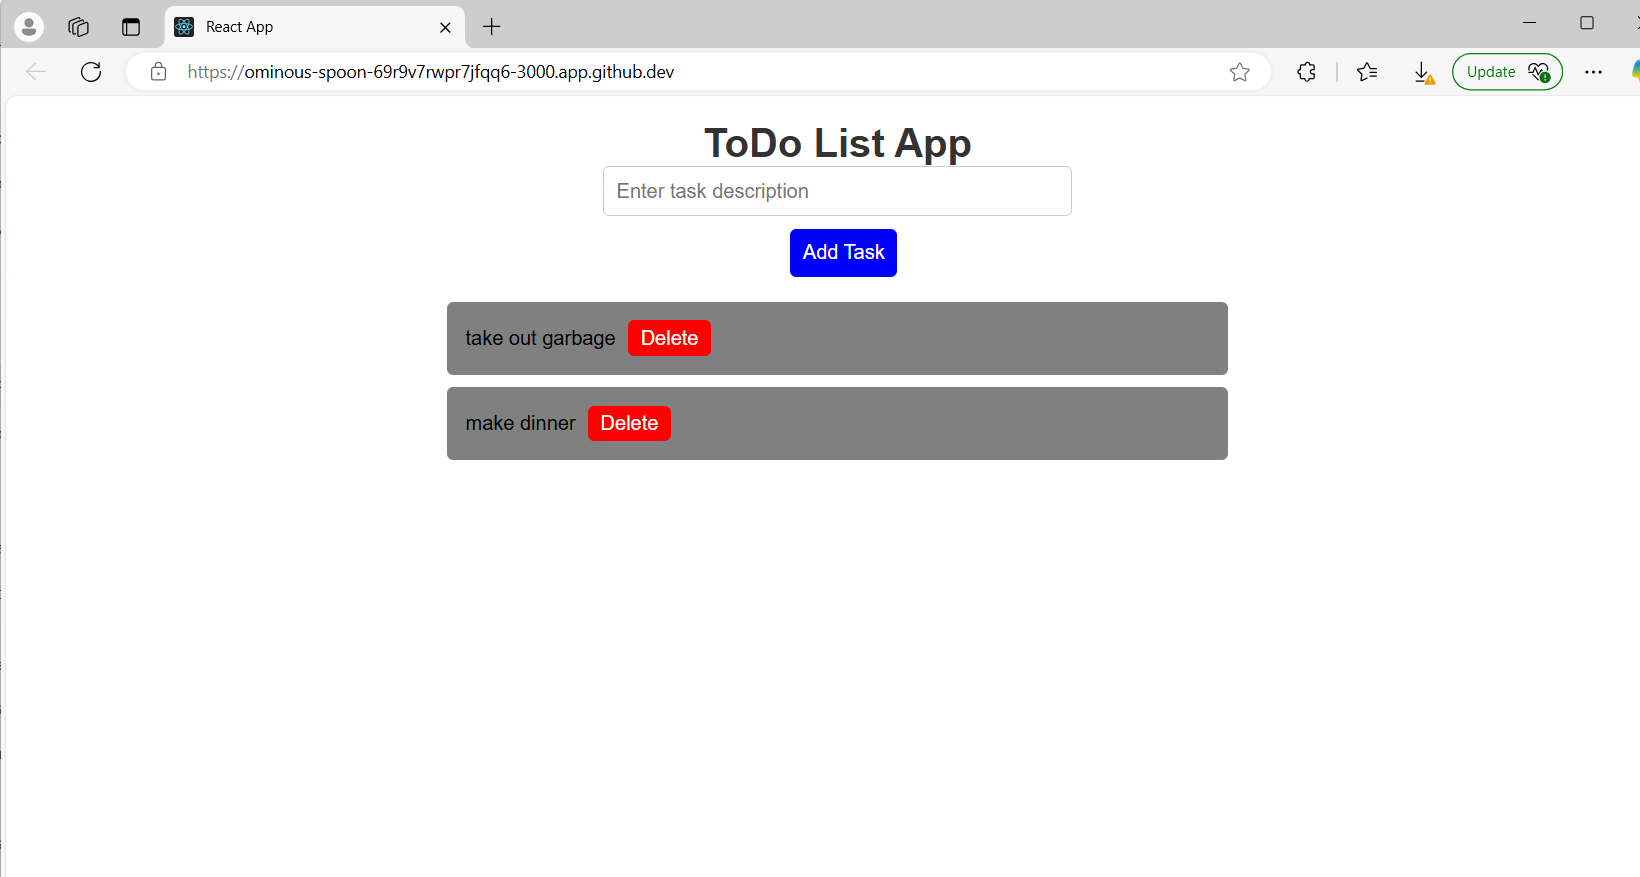 React App
https://ominous-spoon-69r9v7rwpr7jfqq6-3000.app.github.dev
Update
ToDo List App
Enter task description
Add Task
take out garbage Delete
make dinner Delete